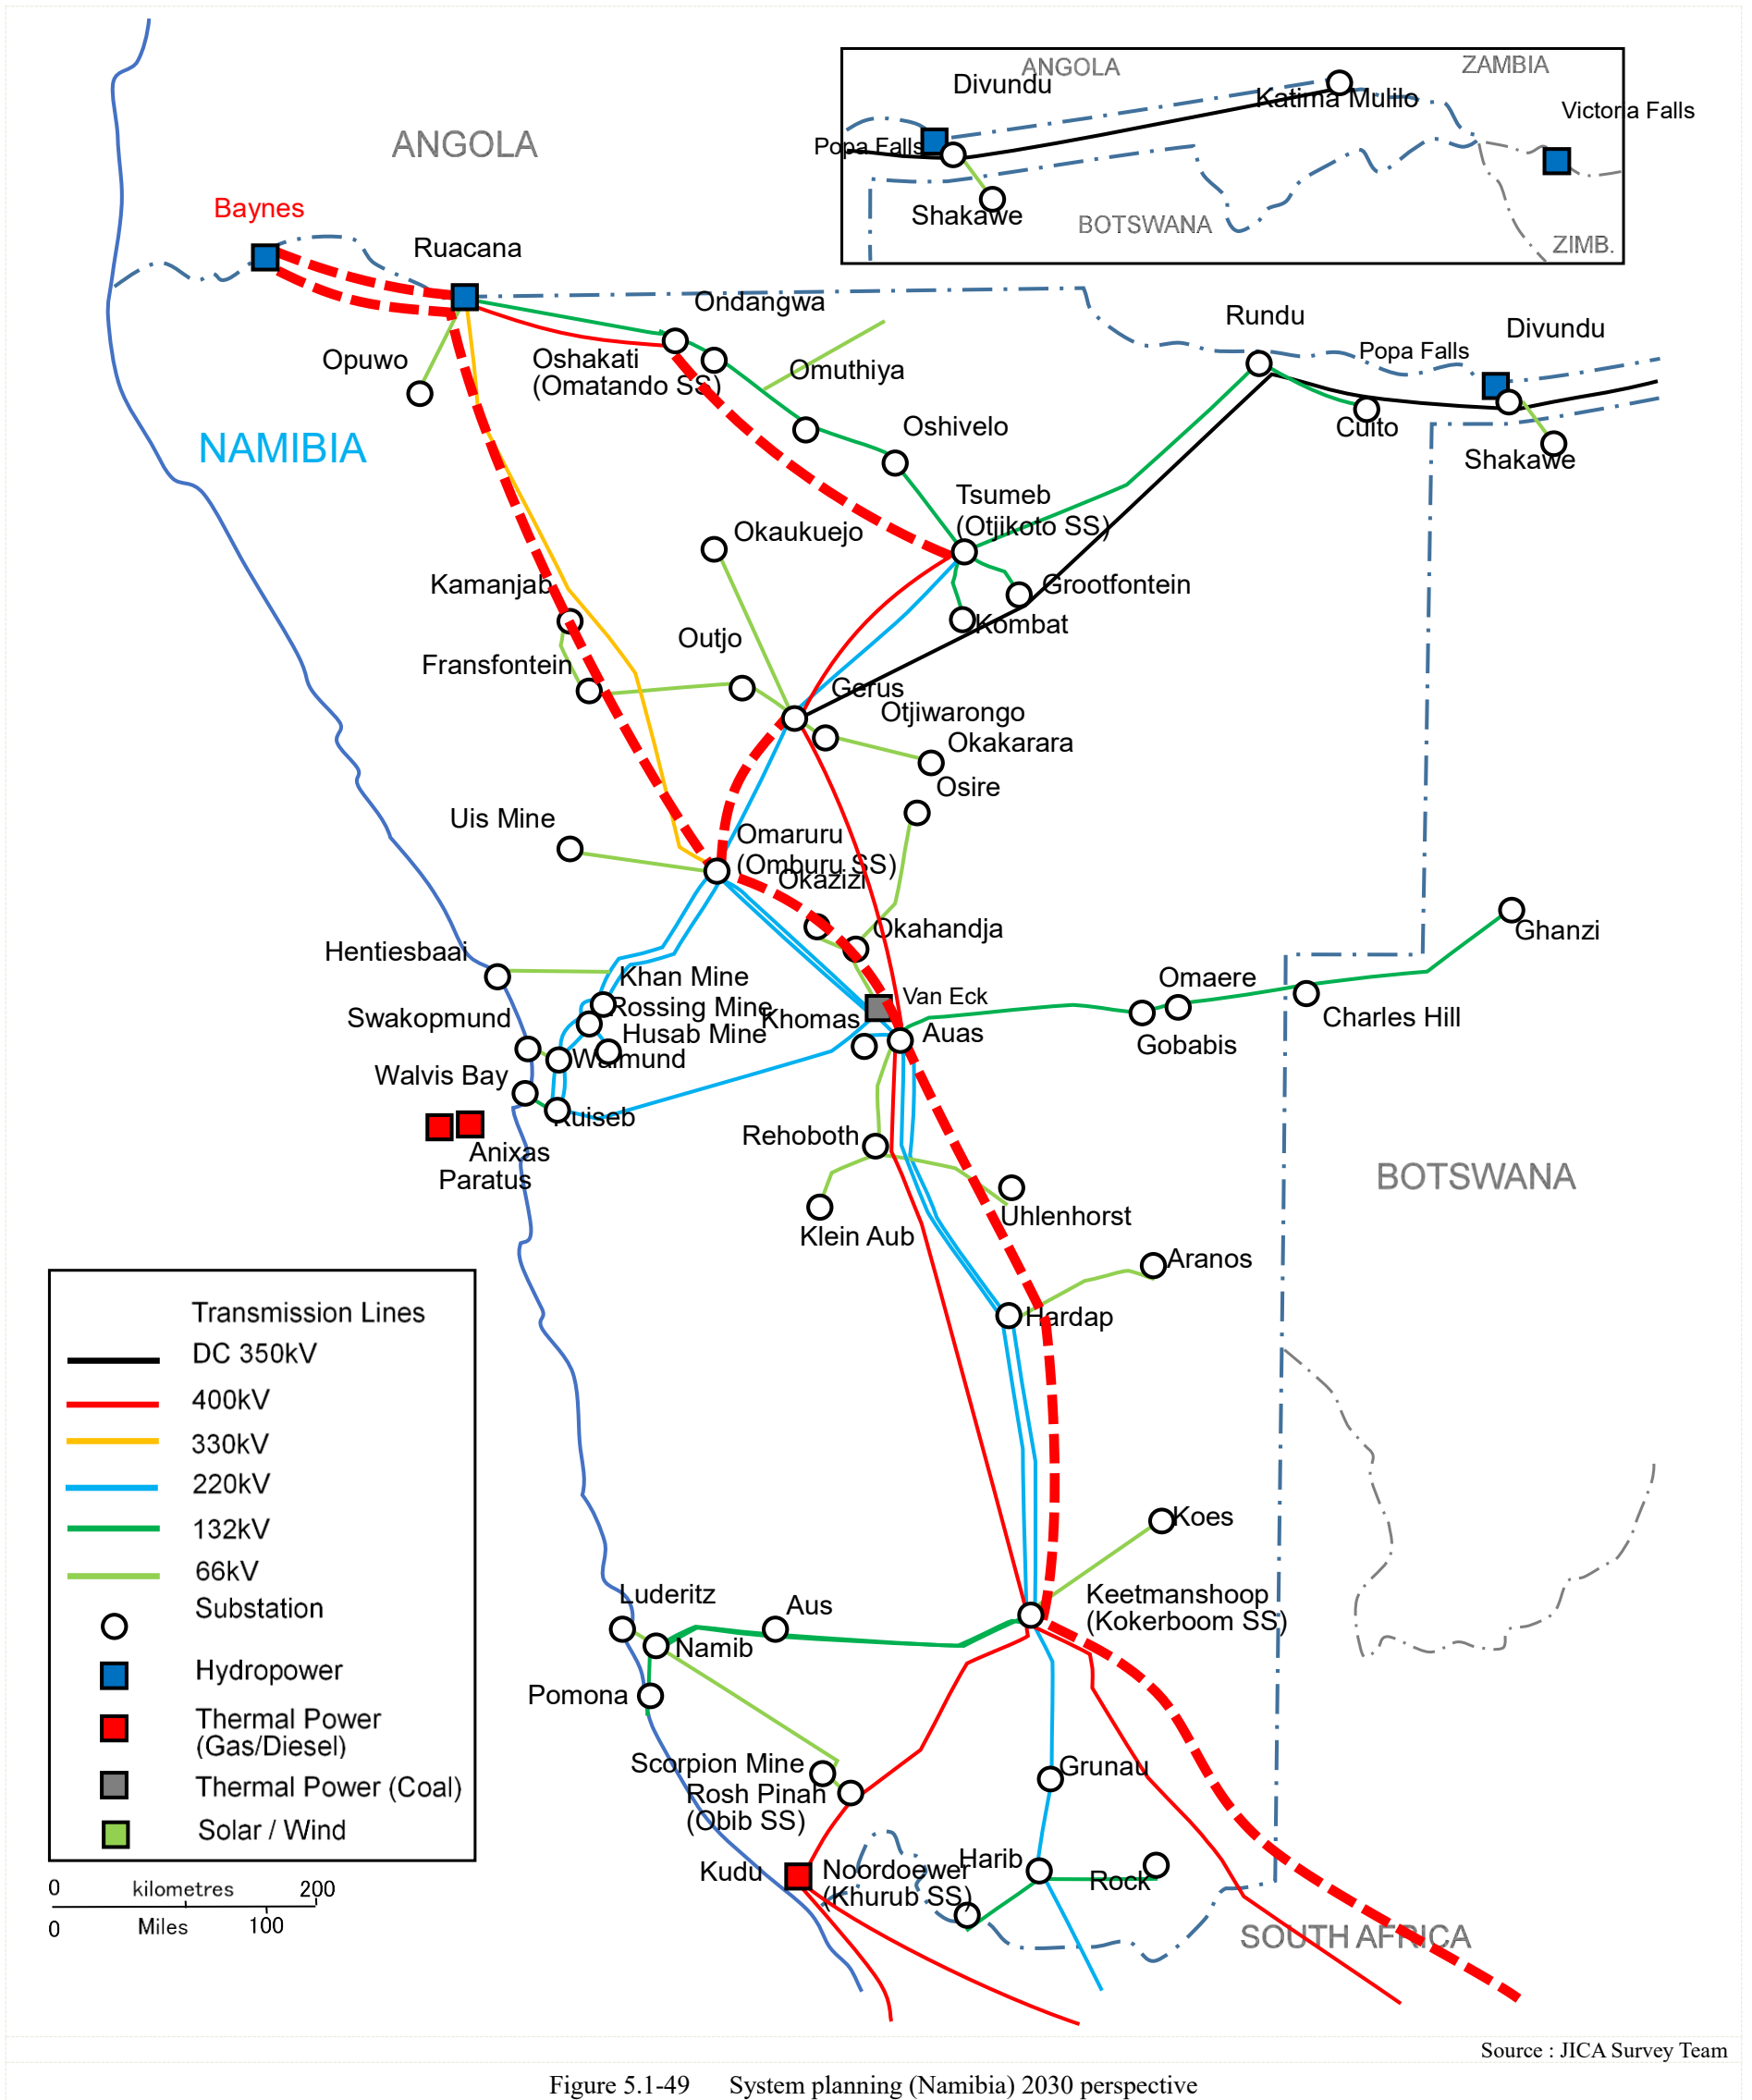 ANGOLA
ZAMBIA
Divundu
Katima Mulilo
Victoria Falls
Popa Falls
Shakawe
BOTSWANA
ZIMB.
ANGOLA
Baynes
Ruacana
Ondangwa
Rundu
Divundu
Popa Falls
Opuwo
Oshakati
(Omatando SS)
Omuthiya
Oshivelo
Cuito
NAMIBIA
Shakawe
Tsumeb
(Otjikoto SS)
Okaukuejo
Kamanjab
Grootfontein
Kombat
Outjo
Fransfontein
Gerus
Otjiwarongo
Okakarara
Osire
Uis Mine
Omaruru
(Omburu SS)
Okazizi
Okahandja
Ghanzi
Hentiesbaai
Khan Mine
Omaere
Van Eck
Rossing Mine
Swakopmund
Khomas
Charles Hill
Husab Mine
Auas
Gobabis
Walmund
Walvis Bay
Kuiseb
Rehoboth
Anixas
Paratus
BOTSWANA
Uhlenhorst
Klein Aub
Aranos
Hardap
Transmission Lines
DC 350kV
400kV
330kV
220kV
132kV
66kV
Substation
Hydropower
Thermal Power
(Gas/Diesel)
Thermal Power (Coal)
Solar / Wind
Koes
Luderitz
Aus
Keetmanshoop
(Kokerboom SS)
Namib
Pomona
Scorpion Mine
Grunau
Rosh Pinah
(Obib SS)
Kudu
Noordoewer
(Khurub SS)
Harib
Rock
0 kilometres 200
0 Miles 100
SOUTH AFRICA
Source : JICA Survey Team
Figure 5.1-49 System planning (Namibia) 2030 perspective